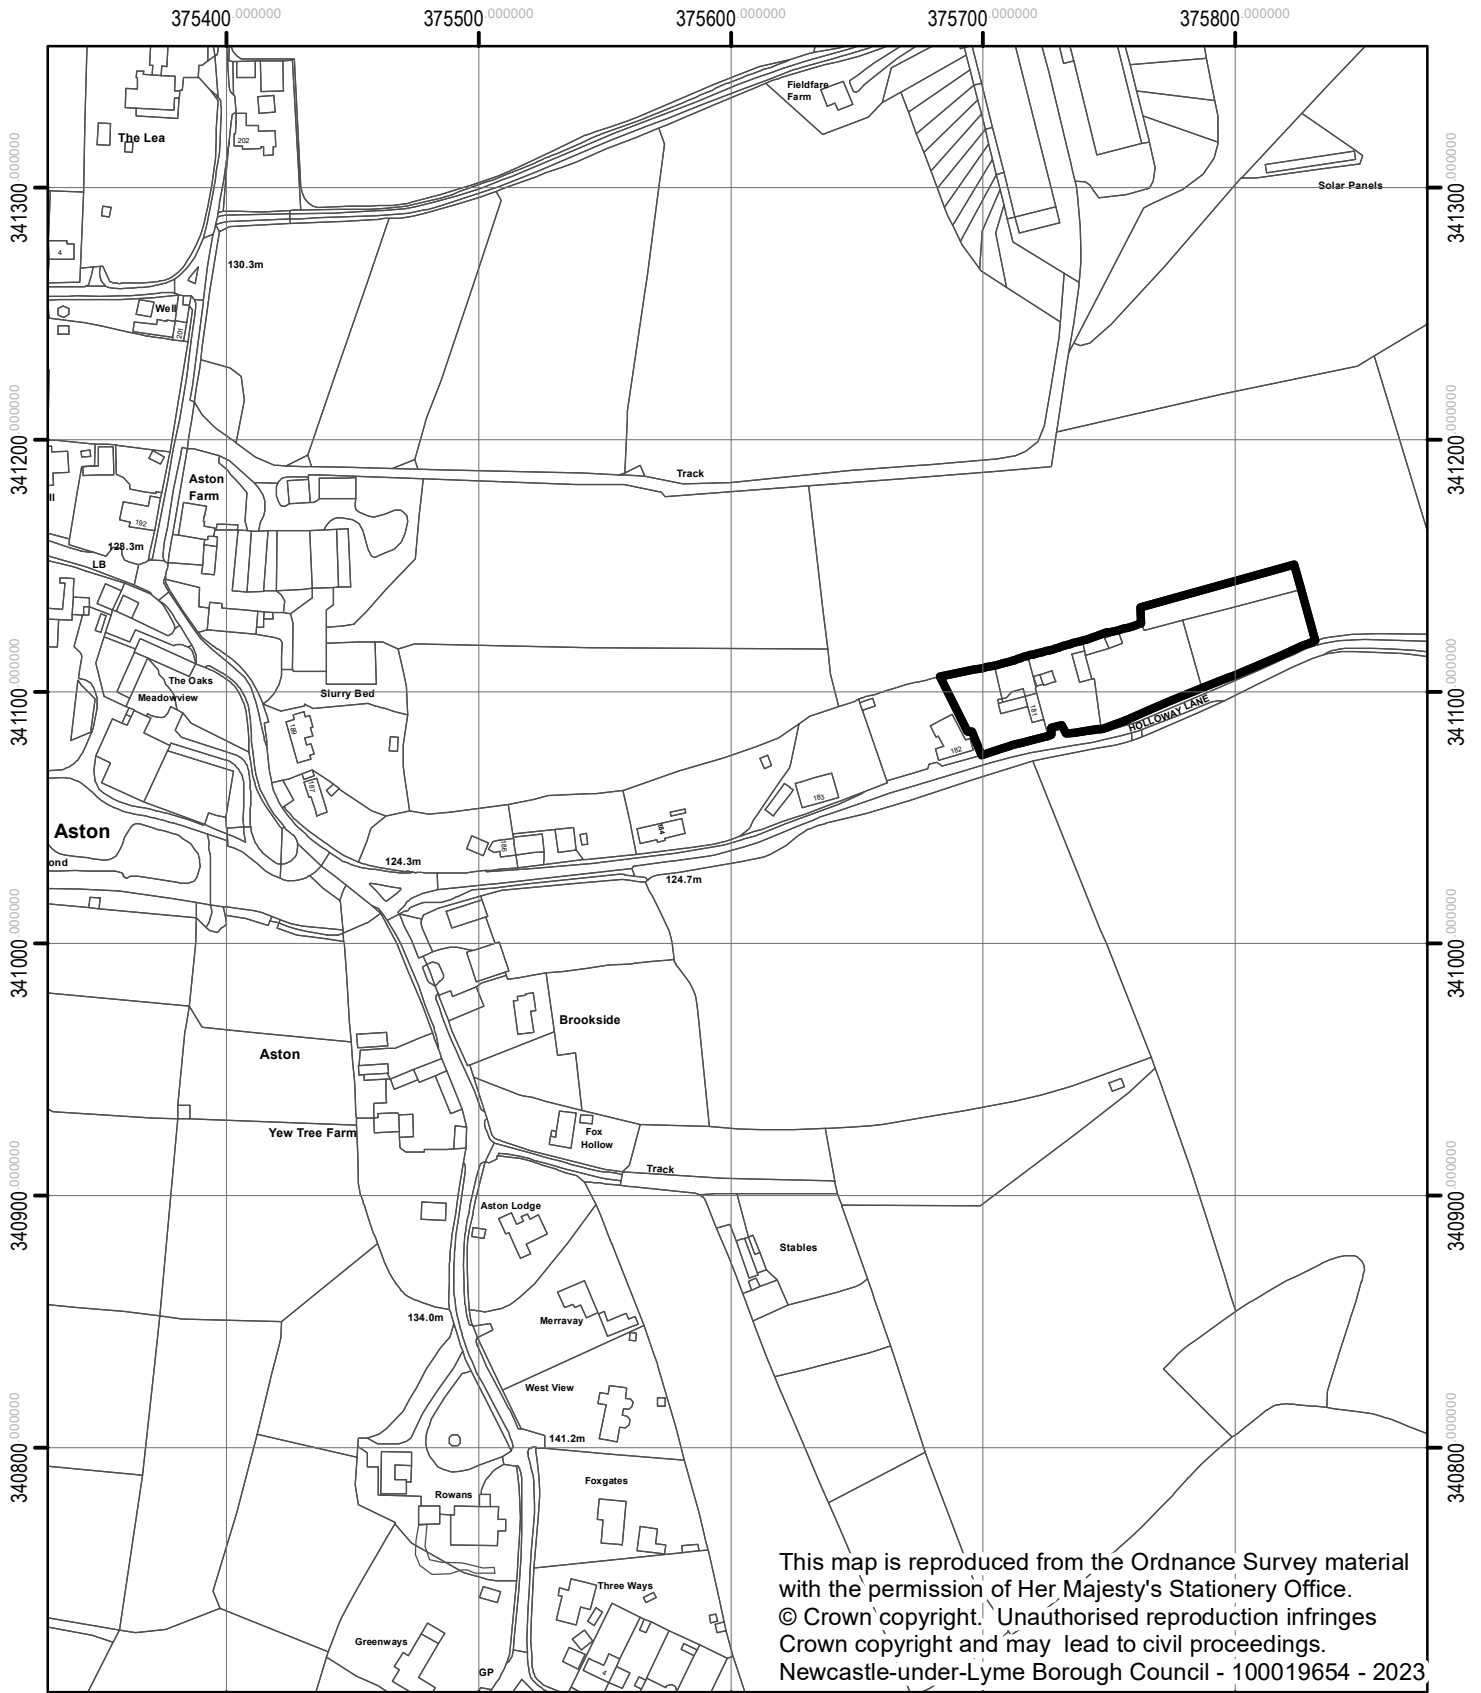 375400.000000 375500.000000 375600.000000 375700.000000 375800.000000
341300.000000
341300.000000
Fieldfare
Farm
The Lea
202
Solar Panels
4
130.3m
Well
201
341200.000000
341200.000000
Track
Aston
Farm
ll
192
128.3m
LB
341100.000000
341100.000000
The Oaks
Meadowview
Slurry Bed
189
181
HOLLOWAY LANE
182
187
183
184
186
Aston
ond
124.3m
124.7m
341000.000000
341000.000000
Brookside
Aston
Yew Tree Farm
Fox
Hollow
Track
340900.000000
340900.000000
Aston Lodge
Stables
134.0m
Merravay
West View
340800.000000
340800.000000
141.2m
Foxgates
Rowans
Three Ways
Greenways
GP
4
This map is reproduced from the Ordnance Survey material
with the permission of Her Majesty's Stationery Office.
© Crown copyright. Unauthorised reproduction infringes
Crown copyright and may lead to civil proceedings.
Newcastle-under-Lyme Borough Council - 100019654 - 2023